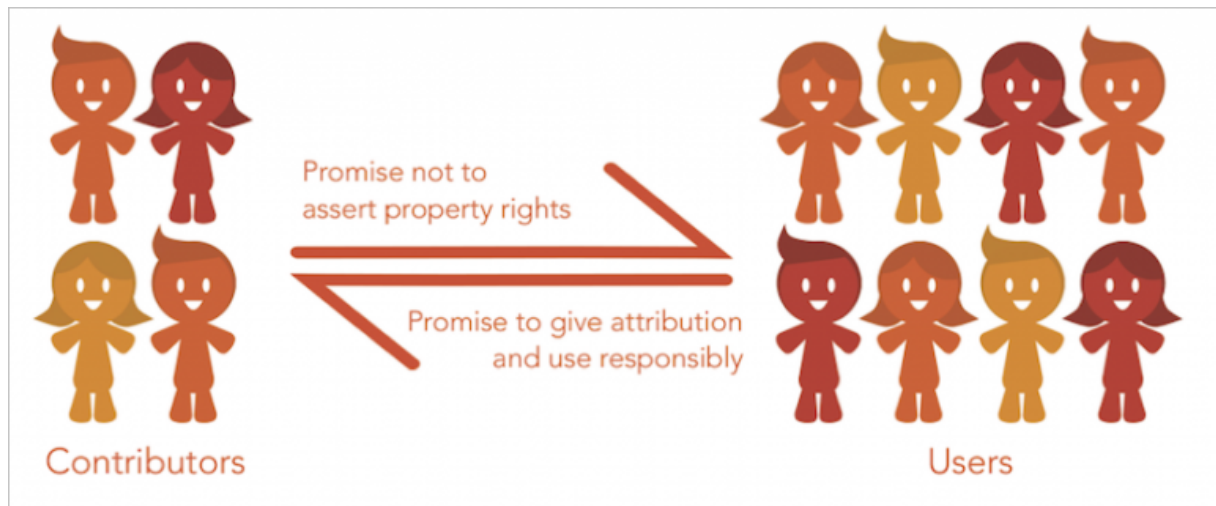 Promise not to
assert property rights
Promise to give attribution
and use responsibly
Contributors
Users